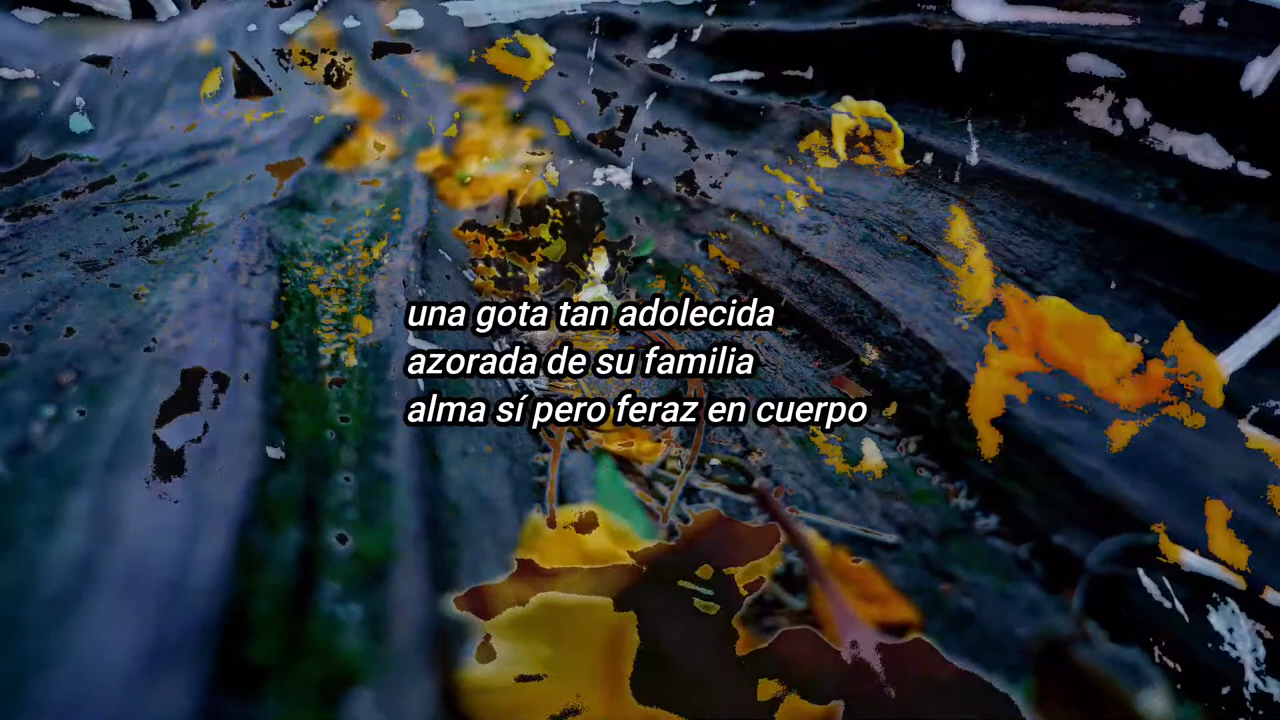 una gota tan adolecida
azorada de su familia
alma sí pero feraz en cuerpo